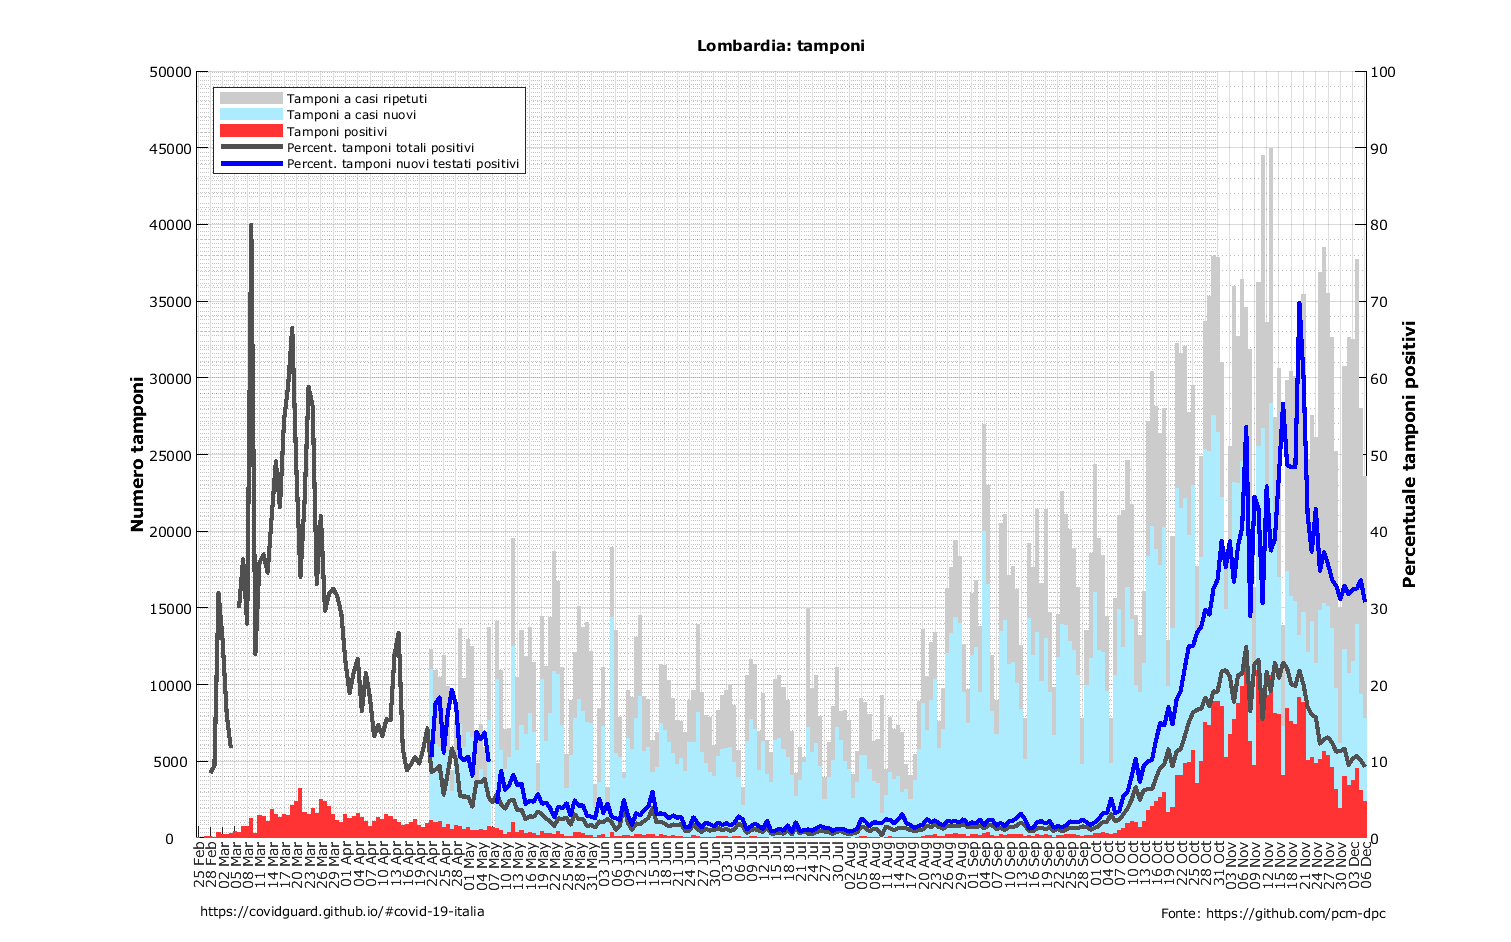 Lombardia: tamponi
50000
45000
40000
35000
30000
25000
20000
15000
10000
5000
0
Numero tamponi
Tamponi a casi ripetuti
Tamponi a casi nuovi
Tamponi positivi
Percent. tamponi totali positivi
Percent. tamponi nuovi testati positivi
100
90
80
70
60
50
40
30
20
10
0
Percentuale tamponi positivi
25 Feb
28 Feb
02 Mar
05 Mar
08 Mar
11 Mar
14 Mar
17 Mar
20 Mar
23 Mar
26 Mar
29 Mar
01 Apr
04 Apr
07 Apr
10 Apr
13 Apr
16 Apr
19 Apr
22 Apr
25 Apr
28 Apr
01 May
04 May
07 May
10 May
13 May
16 May
19 May
22 May
25 May
28 May
31 May
03 Jun
06 Jun
09 Jun
12 Jun
15 Jun
18 Jun
21 Jun
24 Jun
27 Jun
30 Jun
03 Jul
06 Jul
09 Jul
12 Jul
15 Jul
18 Jul
21 Jul
24 Jul
27 Jul
30 Jul
02 Aug
05 Aug
08 Aug
11 Aug
14 Aug
17 Aug
20 Aug
23 Aug
26 Aug
29 Aug
01 Sep
04 Sep
07 Sep
10 Sep
13 Sep
16 Sep
19 Sep
22 Sep
25 Sep
28 Sep
01 Oct
04 Oct
07 Oct
10 Oct
13 Oct
16 Oct
19 Oct
22 Oct
25 Oct
28 Oct
31 Oct
03 Nov
06 Nov
09 Nov
12 Nov
15 Nov
18 Nov
21 Nov
24 Nov
27 Nov
30 Nov
03 Dec
06 Dec
https://covidguard.github.io/#covid-19-italia
Fonte: https://github.com/pcm-dpc